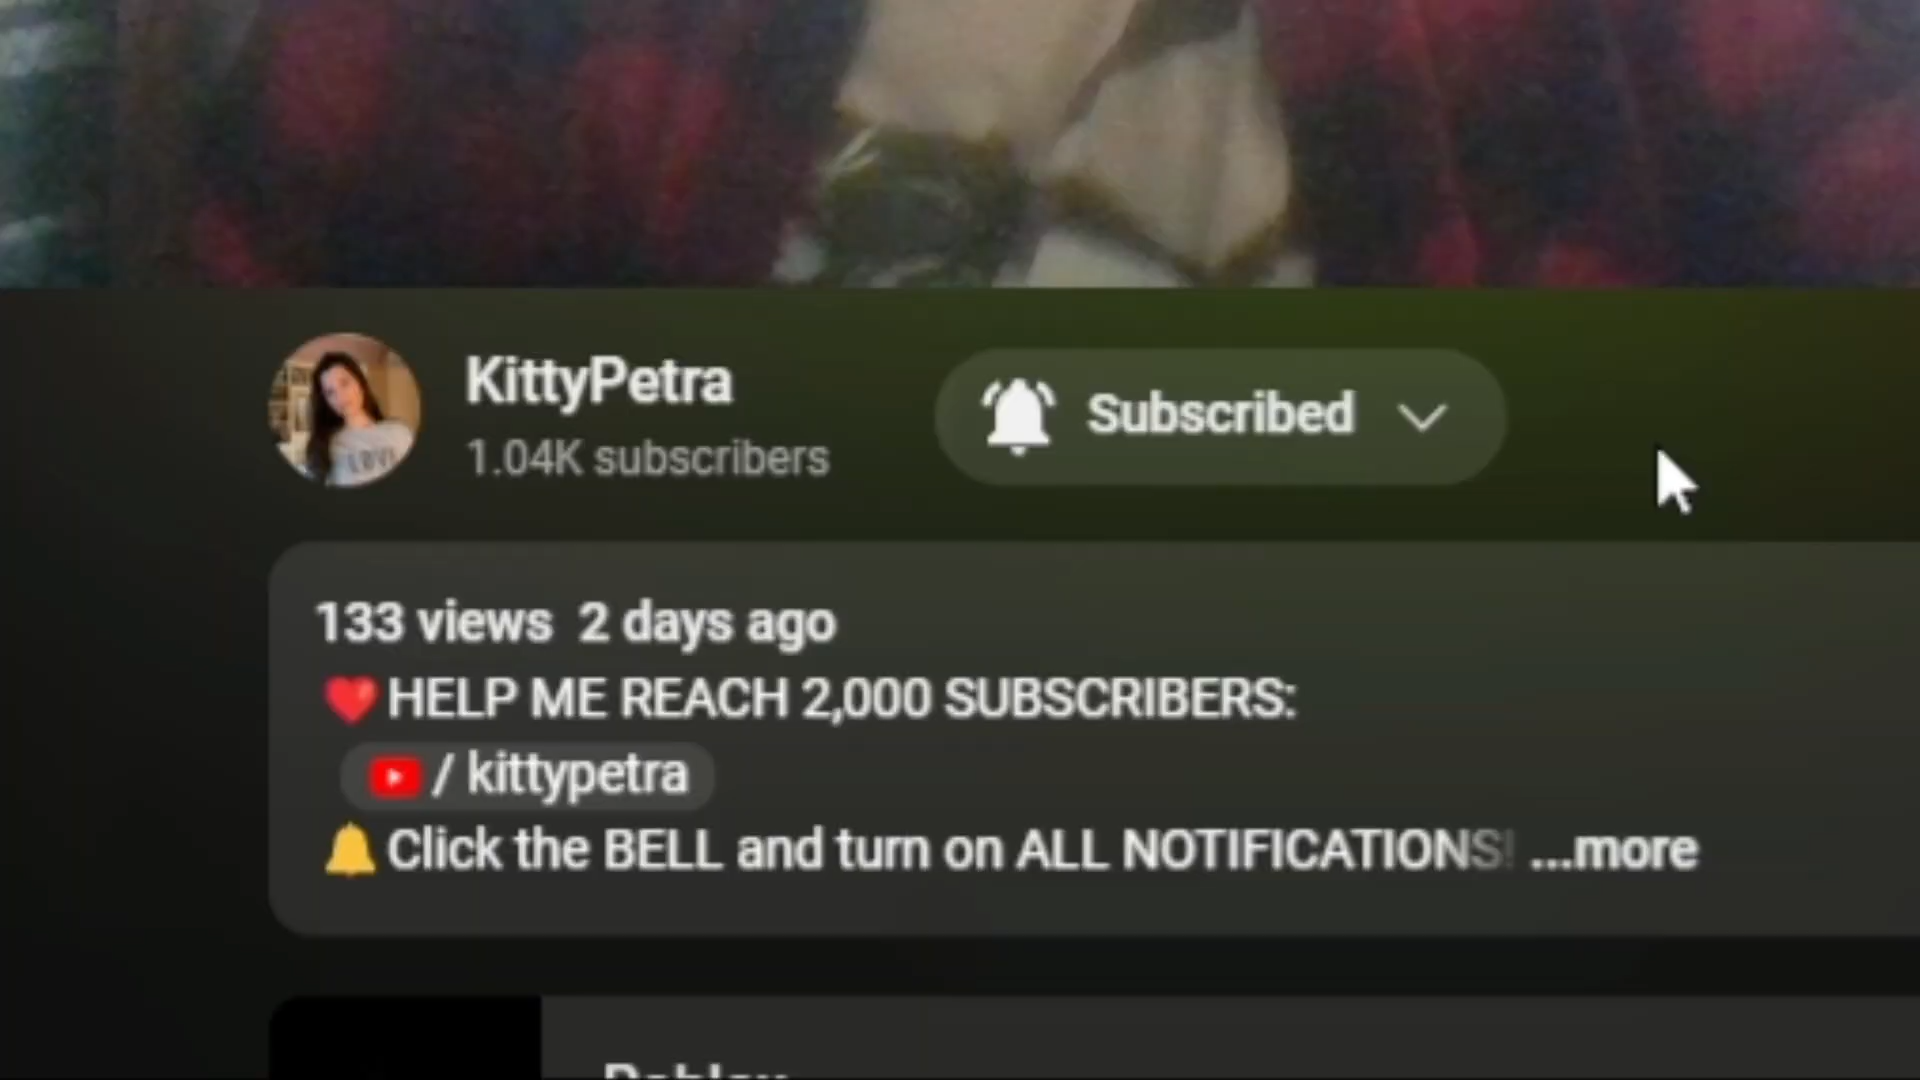 KittyPetra
1.04K subscribers
Subscribed
133 views 2 days ago
❤️HELP ME REACH 2,000 SUBSCRIBERS:
/ kittypetra
🔔Click the BELL and turn on ALL NOTIFICATIONS! ...more